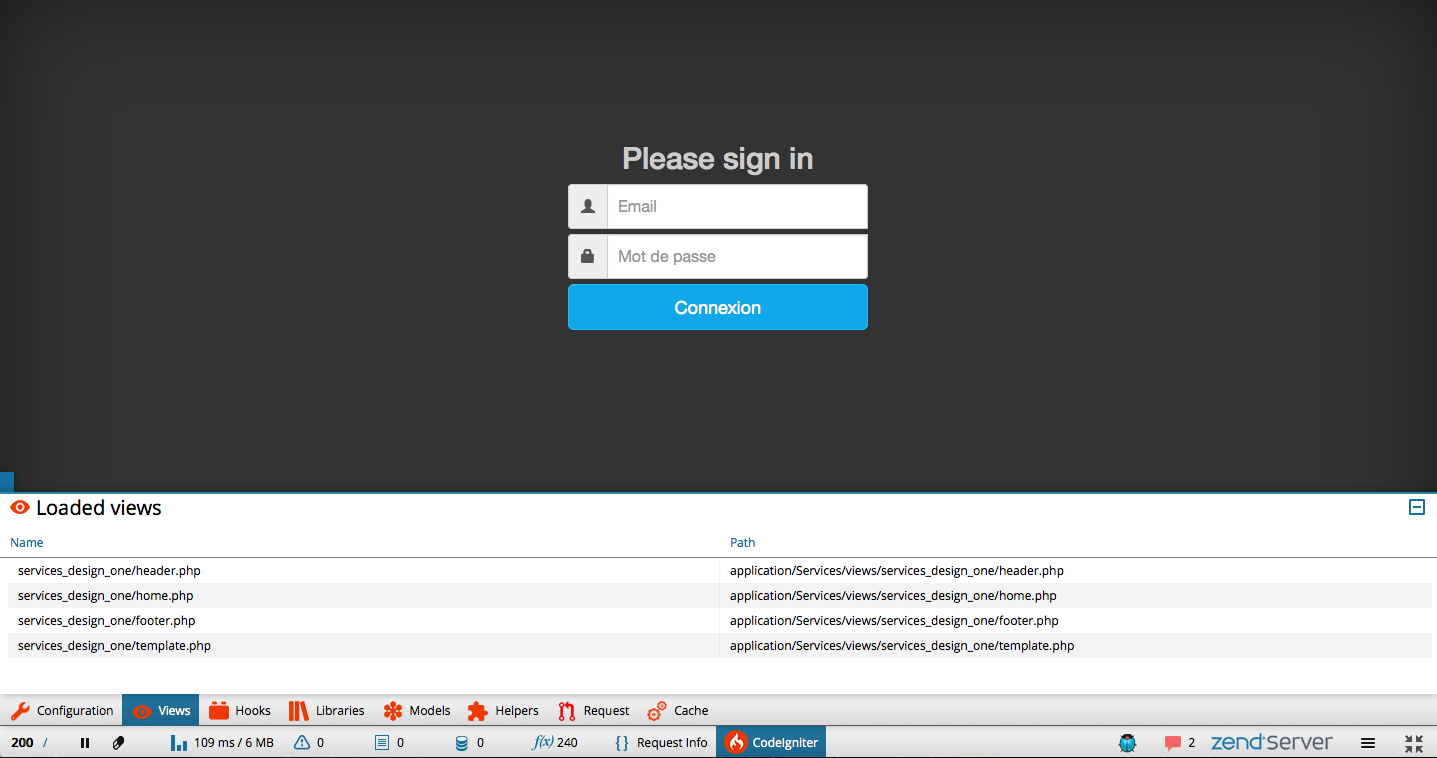 Please sign in
Email
Mot de passe
Connexion
Loaded views
Name Path
services_design_one/header.php application/Services/views/services_design_one/header.php
services_design_one/home.php application/Services/views/services_design_one/home.php
services_design_one/footer.php application/Services/views/services_design_one/footer.php
services_design_one/template.php application/Services/views/services_design_one/template.php
Configuration Views Hooks Libraries Models Helpers Request Cache
200 / 109 ms / 6 MB 0 0 0 f(x) 240 {} Request Info CodeIgniter 2 zend Server